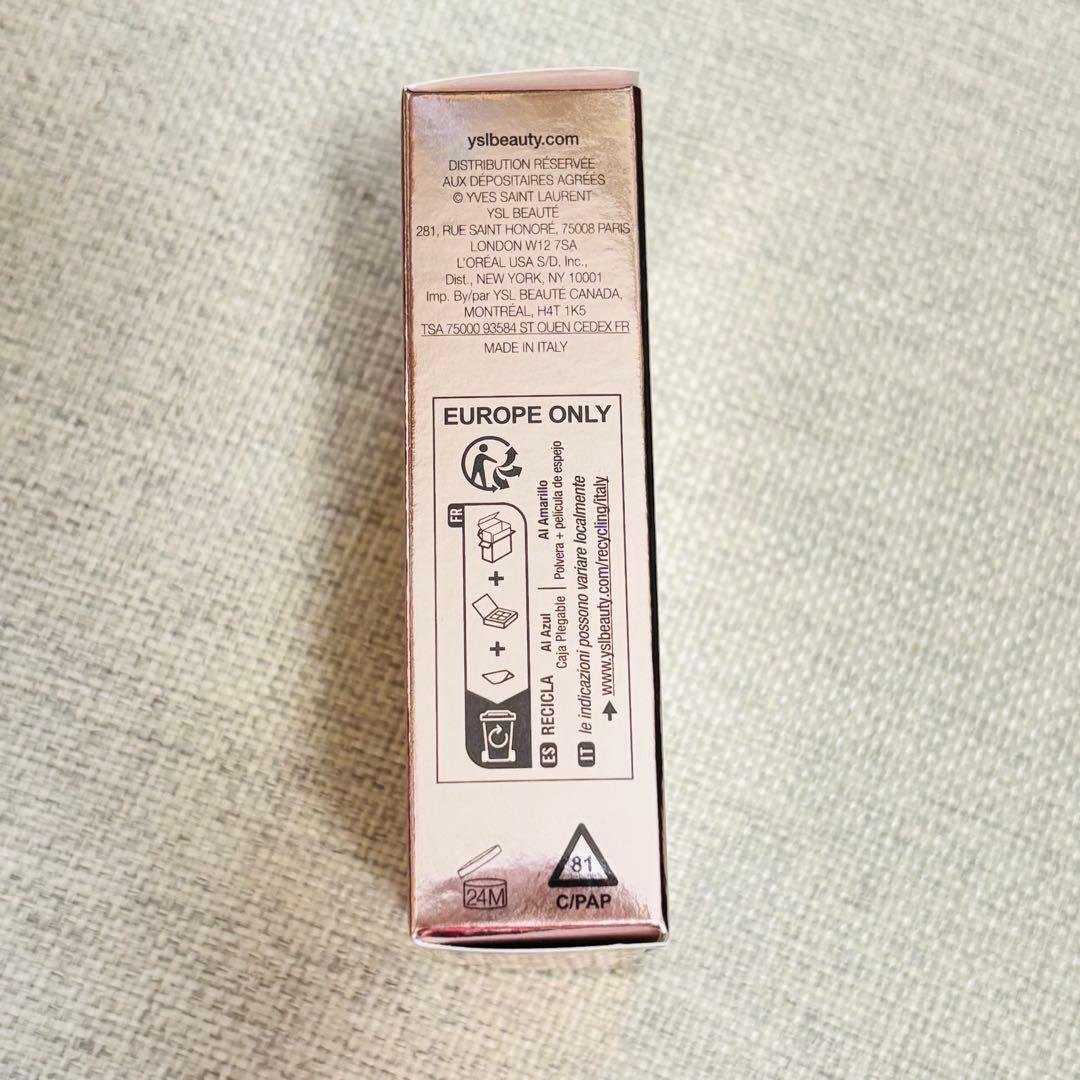 yslbeauty.com
DISTRIBUTION RÉSERVÉE
AUX DÉPOSITAIRES AGRÉÉS
© YVES SAINT LAURENT
YSL BEAUTÉ
281, RUE SAINT HONORÉ, 75008 PARIS
LONDON W12 7SA
L'ORÉAL USA S/D, Inc.,
Dist., NEW YORK, NY 10001
Imp. By/par YSL BEAUTÉ CANADA,
MONTRÉAL, H4T 1K5
TSA 75000 93584 ST OUEN CEDEX FR
MADE IN ITALY
EUROPE ONLY
FR
ES RECICLA Al Azul Al Amarillo
Caja Plegable | Polvera + película de espejo
IT le indicazioni possono variare localmente
www.yslbeauty.com/recycling/italy
24M
81
C/PAP